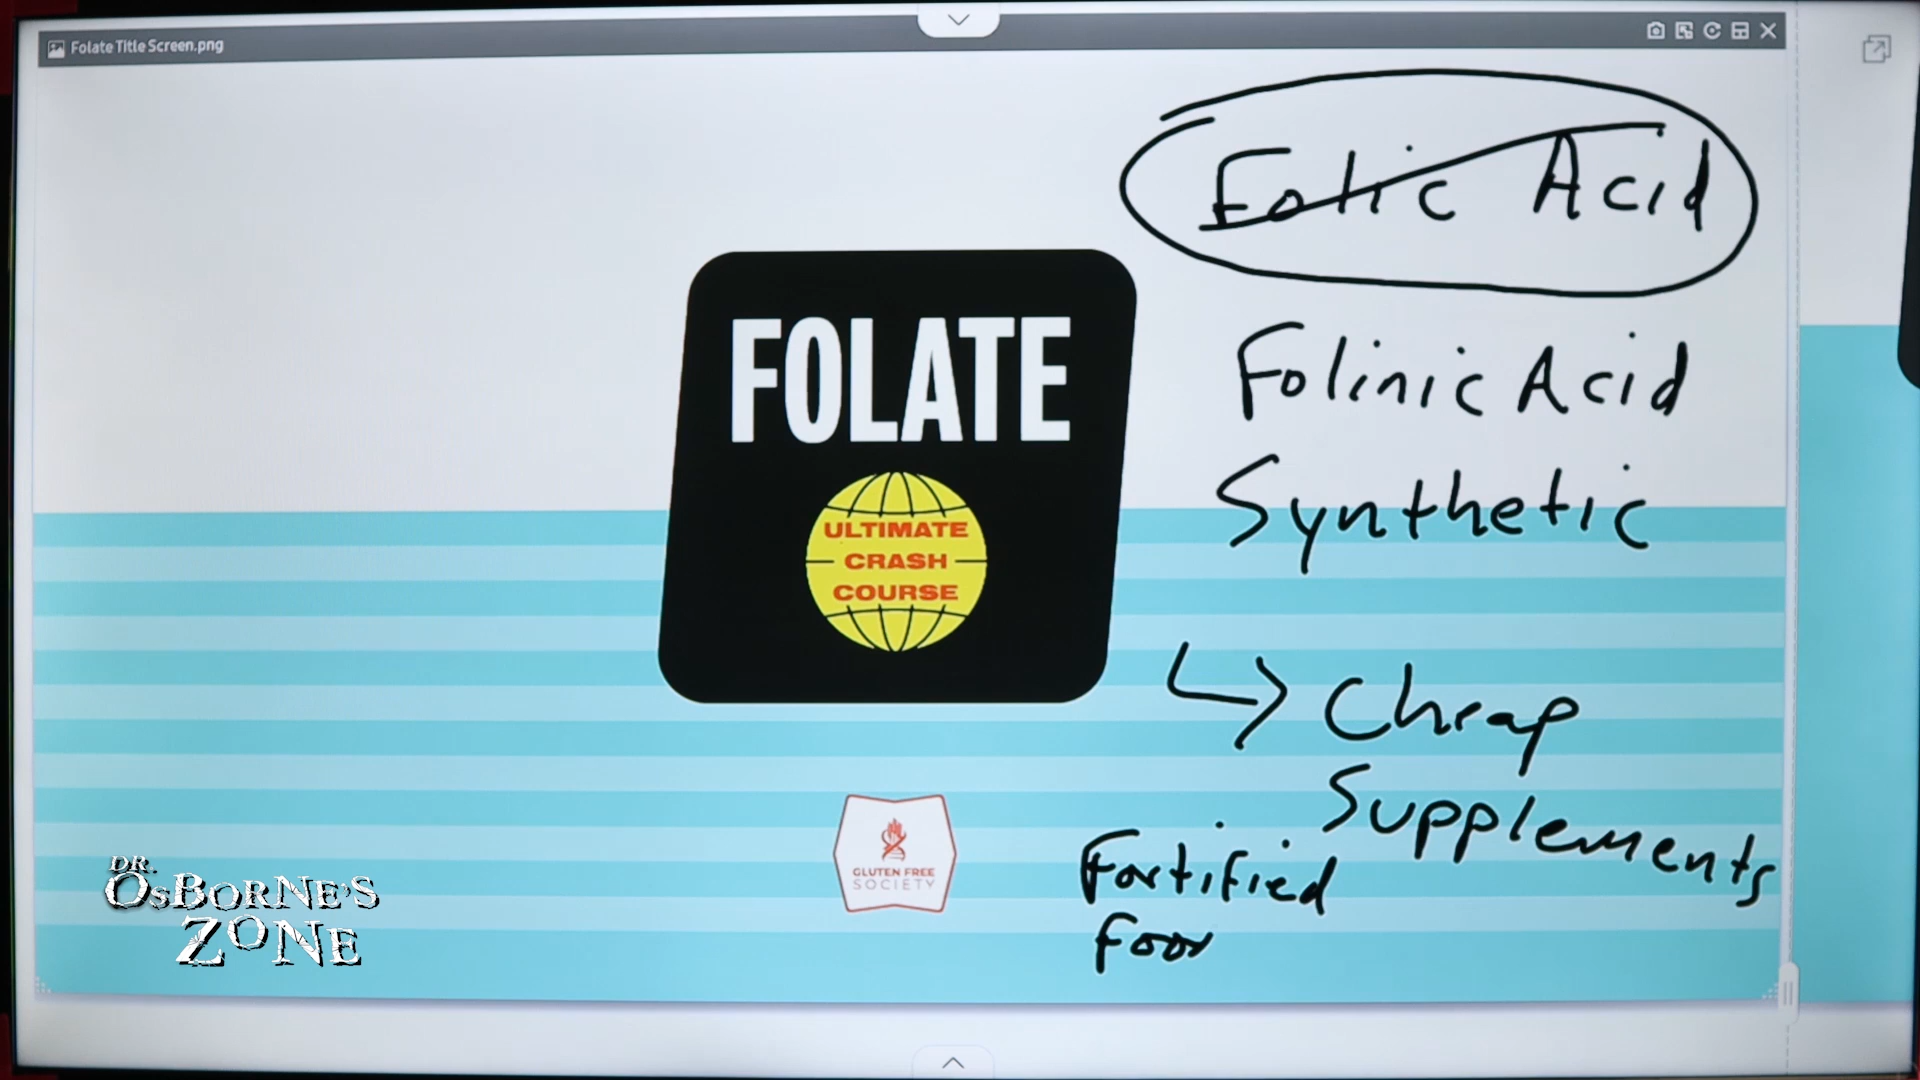 Folate Title Screen.png
Folic Acid
FOLATE
Folinic Acid
Synthetic
ULTIMATE
CRASH
COURSE
Cheap
Supplements
Fortified
GLUTEN FREE
SOCIETY
DR.
OSBORNE'S
ZONE